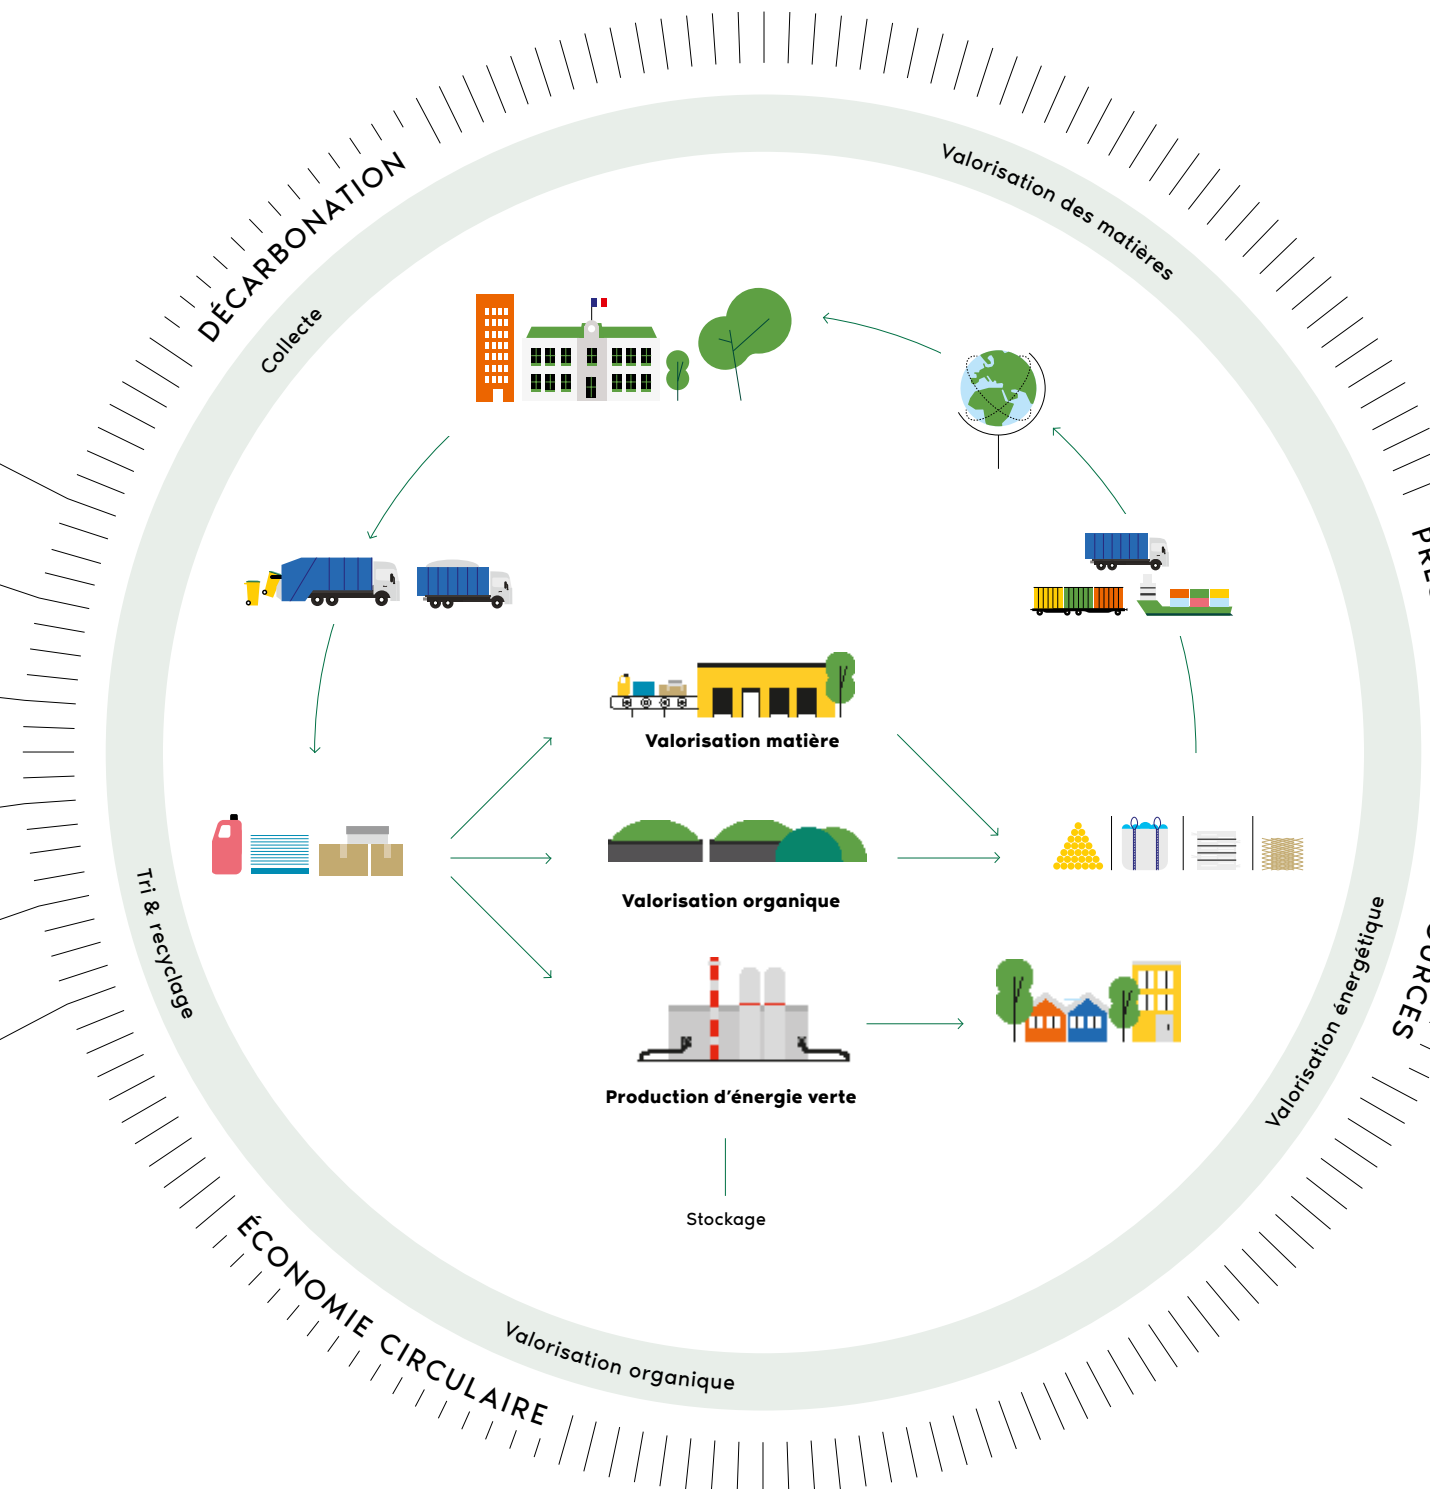 DÉCARBONATION
Collecte
Valorisation des matières
Valorisation matière
Valorisation organique
Production d’énergie verte
Stockage
Tri & recyclage
Valorisation énergétique
ÉCONOMIE CIRCULAIRE
Valorisation organique